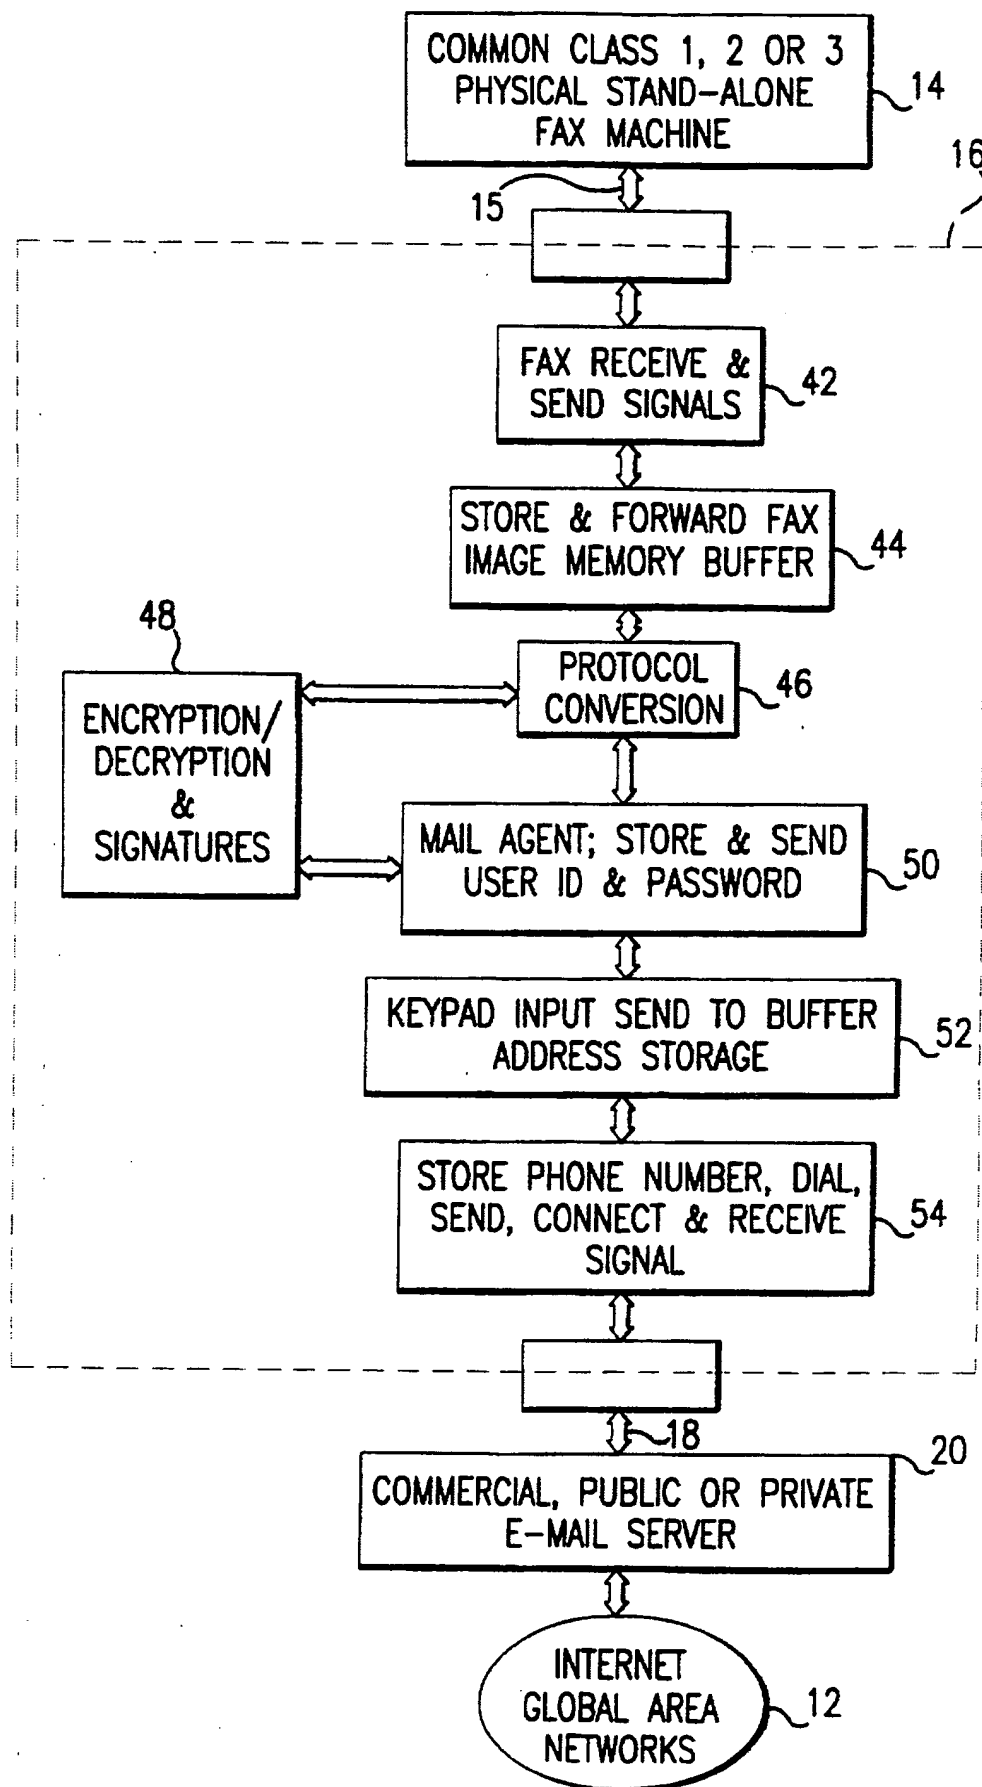 COMMON CLASS 1, 2 OR 3
PHYSICAL STAND-ALONE
FAX MACHINE
14
16
15
FAX RECEIVE &
SEND SIGNALS
42
STORE & FORWARD FAX
IMAGE MEMORY BUFFER
44
48
PROTOCOL
CONVERSION
46
ENCRYPTION/
DECRYPTION
&
SIGNATURES
MAIL AGENT; STORE & SEND
USER ID & PASSWORD
50
KEYPAD INPUT SEND TO BUFFER
ADDRESS STORAGE
52
STORE PHONE NUMBER, DIAL,
SEND, CONNECT & RECEIVE
SIGNAL
54
18
20
COMMERCIAL, PUBLIC OR PRIVATE
E-MAIL SERVER
INTERNET
GLOBAL AREA
NETWORKS
12